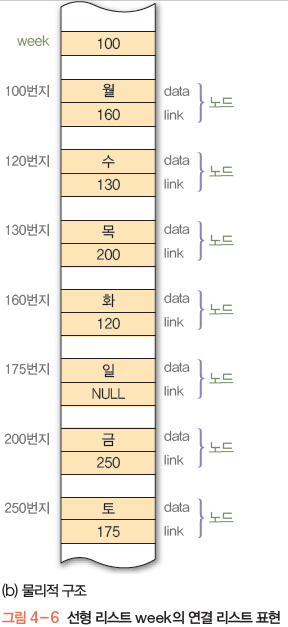 week 100
100번지 월 data 노드
160 link
120번지 수 data 노드
130 link
130번지 목 data 노드
200 link
160번지 화 data 노드
120 link
175번지 일 data 노드
NULL link
200번지 금 data 노드
250 link
250번지 토 data 노드
175 link
(b) 물리적 구조
그림 4-6 선형 리스트 week의 연결 리스트 표현